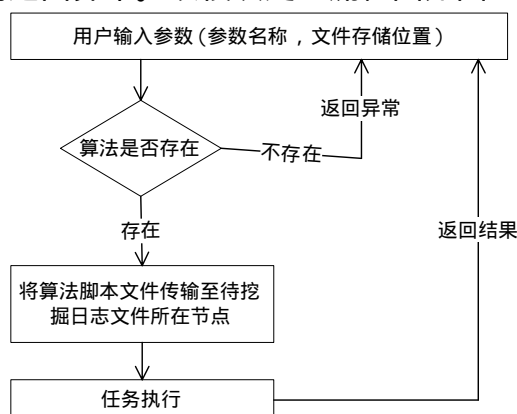 用户输入参数(参数名称，文件存储位置)
返回异常
算法是否存在
不存在
存在
返回结果
将算法脚本文件传输至待挖
掘日志文件所在节点
任务执行